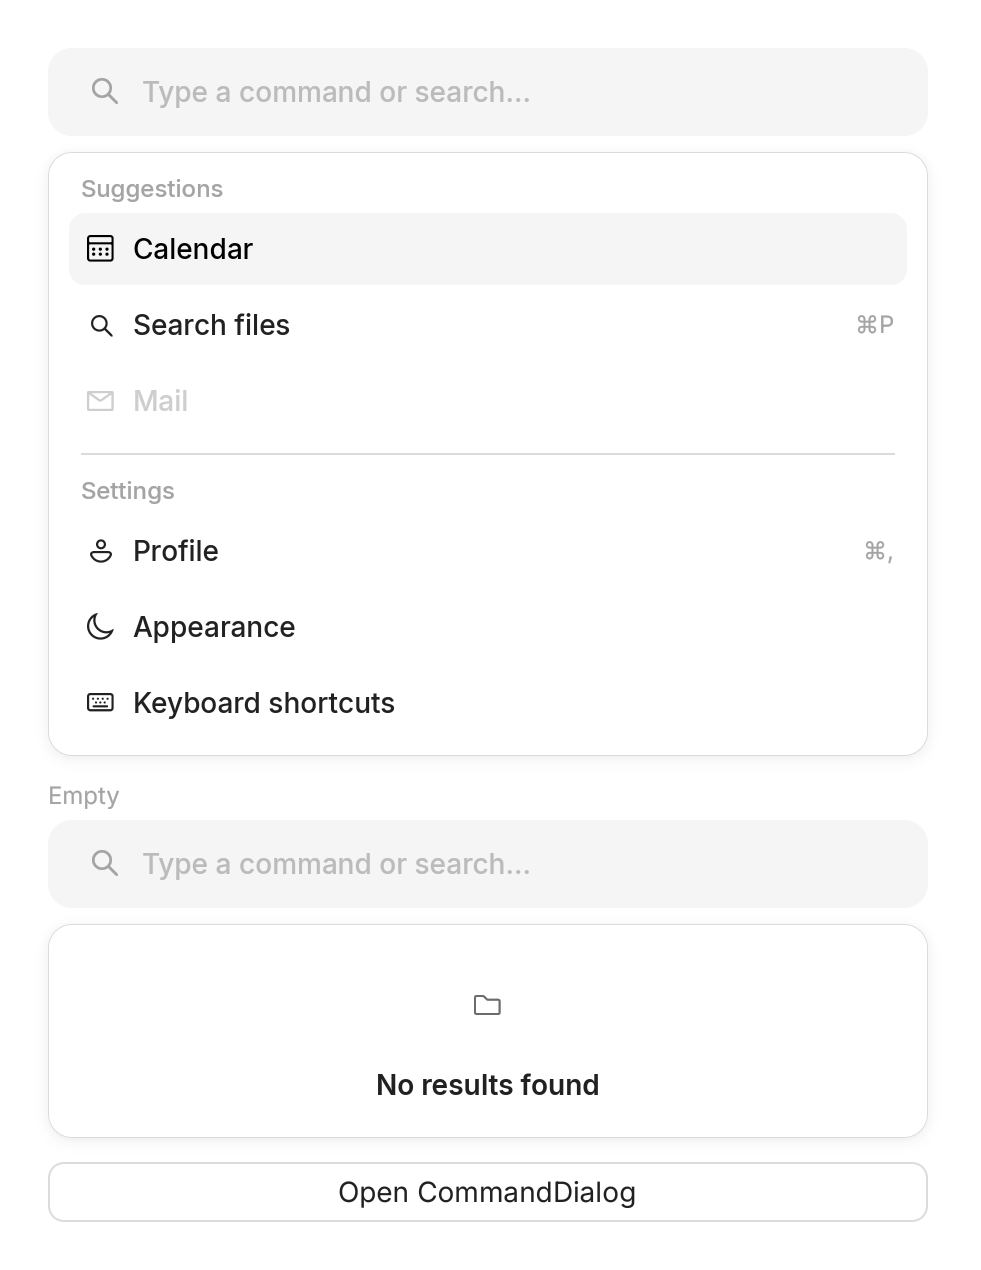 Type a command or search...
Suggestions
Calendar
Search files ⌘P
Mail
Settings
Profile ⌘,
Appearance
Keyboard shortcuts
Empty
Type a command or search...
No results found
Open CommandDialog